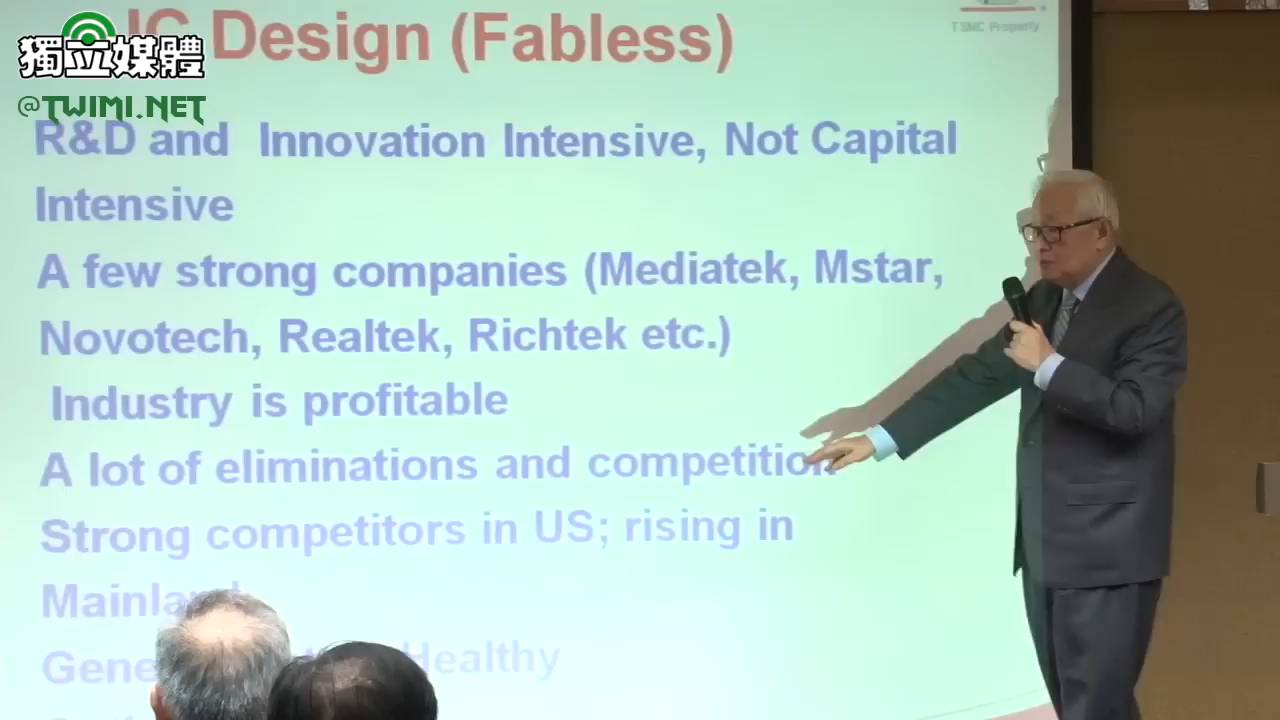 IC Design (Fabless)
TSMC Property
獨立媒體
@TWIMI.NET
R&D and Innovation Intensive, Not Capital
Intensive
A few strong companies (Mediatek, Mstar,
Novotech, Realtek, Richtek etc.)
Industry is profitable
A lot of eliminations and competition
Strong competitors in US; rising in
Mainland
Healthy